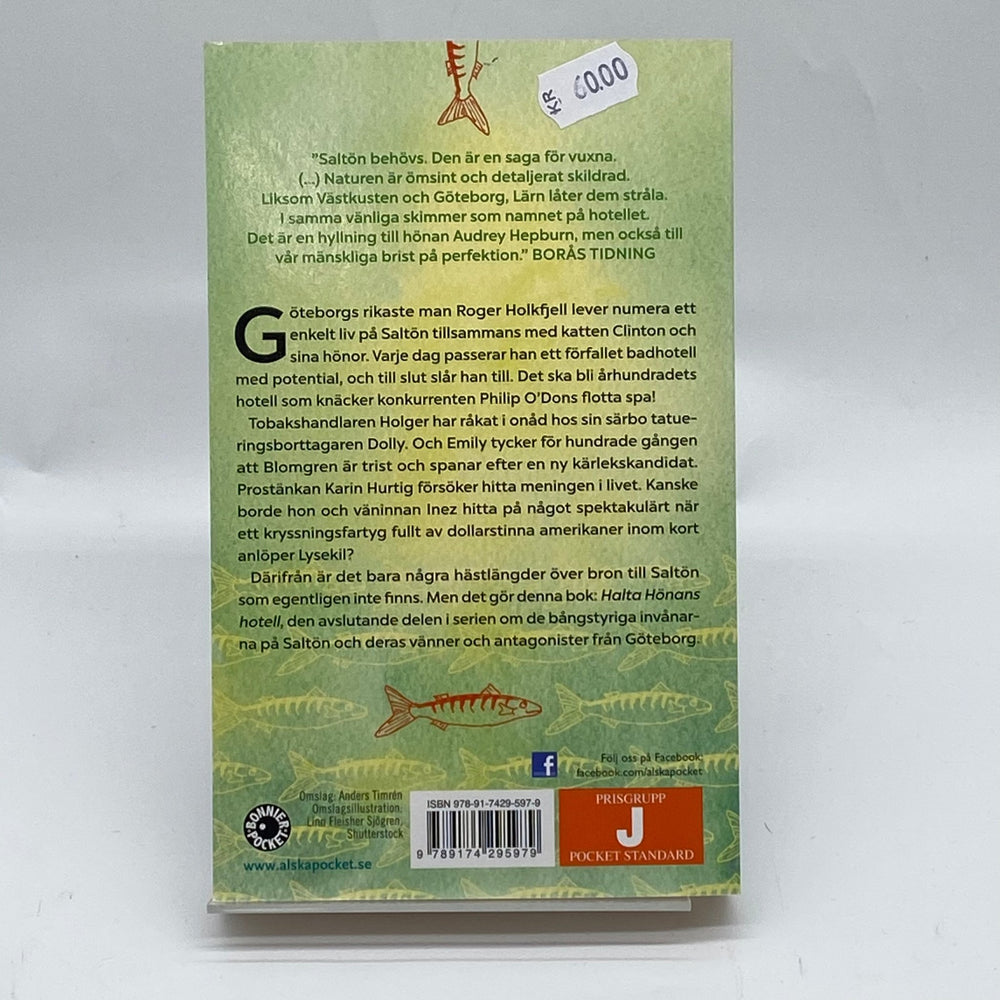 KR 60.00
"Saltön behövs. Den är en saga för vuxna.
(...) Naturen är ömsint och detaljerat skildrad.
Liksom Västkusten och Göteborg, Lärn låter dem stråla.
I samma vänliga skimmer som namnet på hotellet.
Det är en hyllning till hönan Audrey Hepburn, men också till
vår mänskliga brist på perfektion." BORÅS TIDNING
Göteborgs rikaste man Roger Holkfjell lever numera ett
enkelt liv på Saltön tillsammans med katten Clinton och
sina hönor. Varje dag passerar han ett förfallet badhotell
med potential, och till slut slår han till. Det ska bli århundradets
hotell som knäcker konkurrenten Philip O'Dons flotta spa!
Tobakshandlaren Holger har råkat i onåd hos sin särbo tatue-
ringsborttagaren Dolly. Och Emily tycker för hundrade gången
att Blomgren är trist och spanar efter en ny kärlekskandidat.
Prostänkan Karin Hurtig försöker hitta meningen i livet. Kanske
borde hon och väninnan Inez hitta på något spektakulärt när
ett kryssningsfartyg fullt av dollarstinna amerikaner inom kort
anlöper Lysekil?
Därifrån är det bara några hästlängder över bron till Saltön
som egentligen inte finns. Men det gör denna bok: Halta Hönans
hotell, den avslutande delen i serien om de bångstyriga invånar-
na på Saltön och deras vänner och antagonister från Göteborg.
f
Följ oss på Facebook:
facebook.com/alskapocket
Omslag: Anders Timrén
Omslagsillustration:
Linn Fleisher Sjögren,
Shutterstock
BONNIER POCKET
www.alskapocket.se
ISBN 978-91-7429-597-9
9 789174 295979
PRISGRUPP
J
POCKET STANDARD